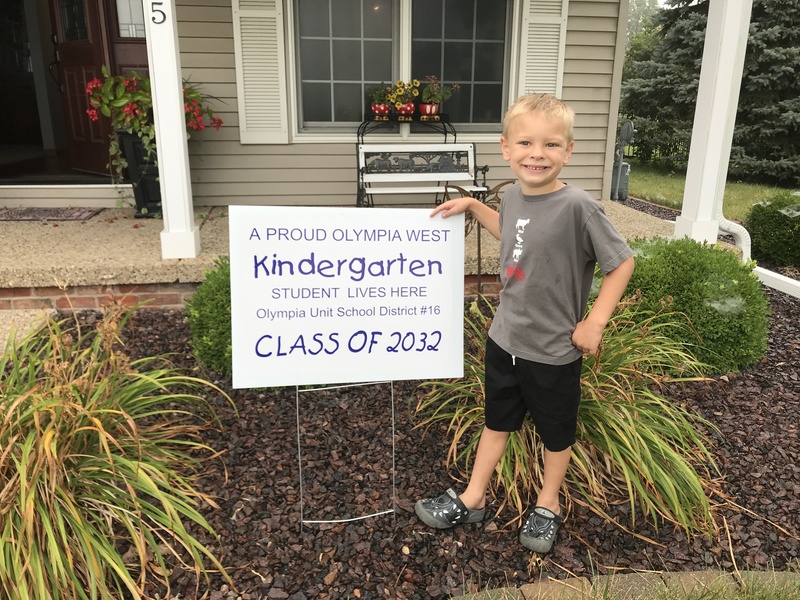 5
A PROUD OLYMPIA WEST
Kindergarten
STUDENT LIVES HERE
Olympia Unit School District #16
CLASS OF 2032